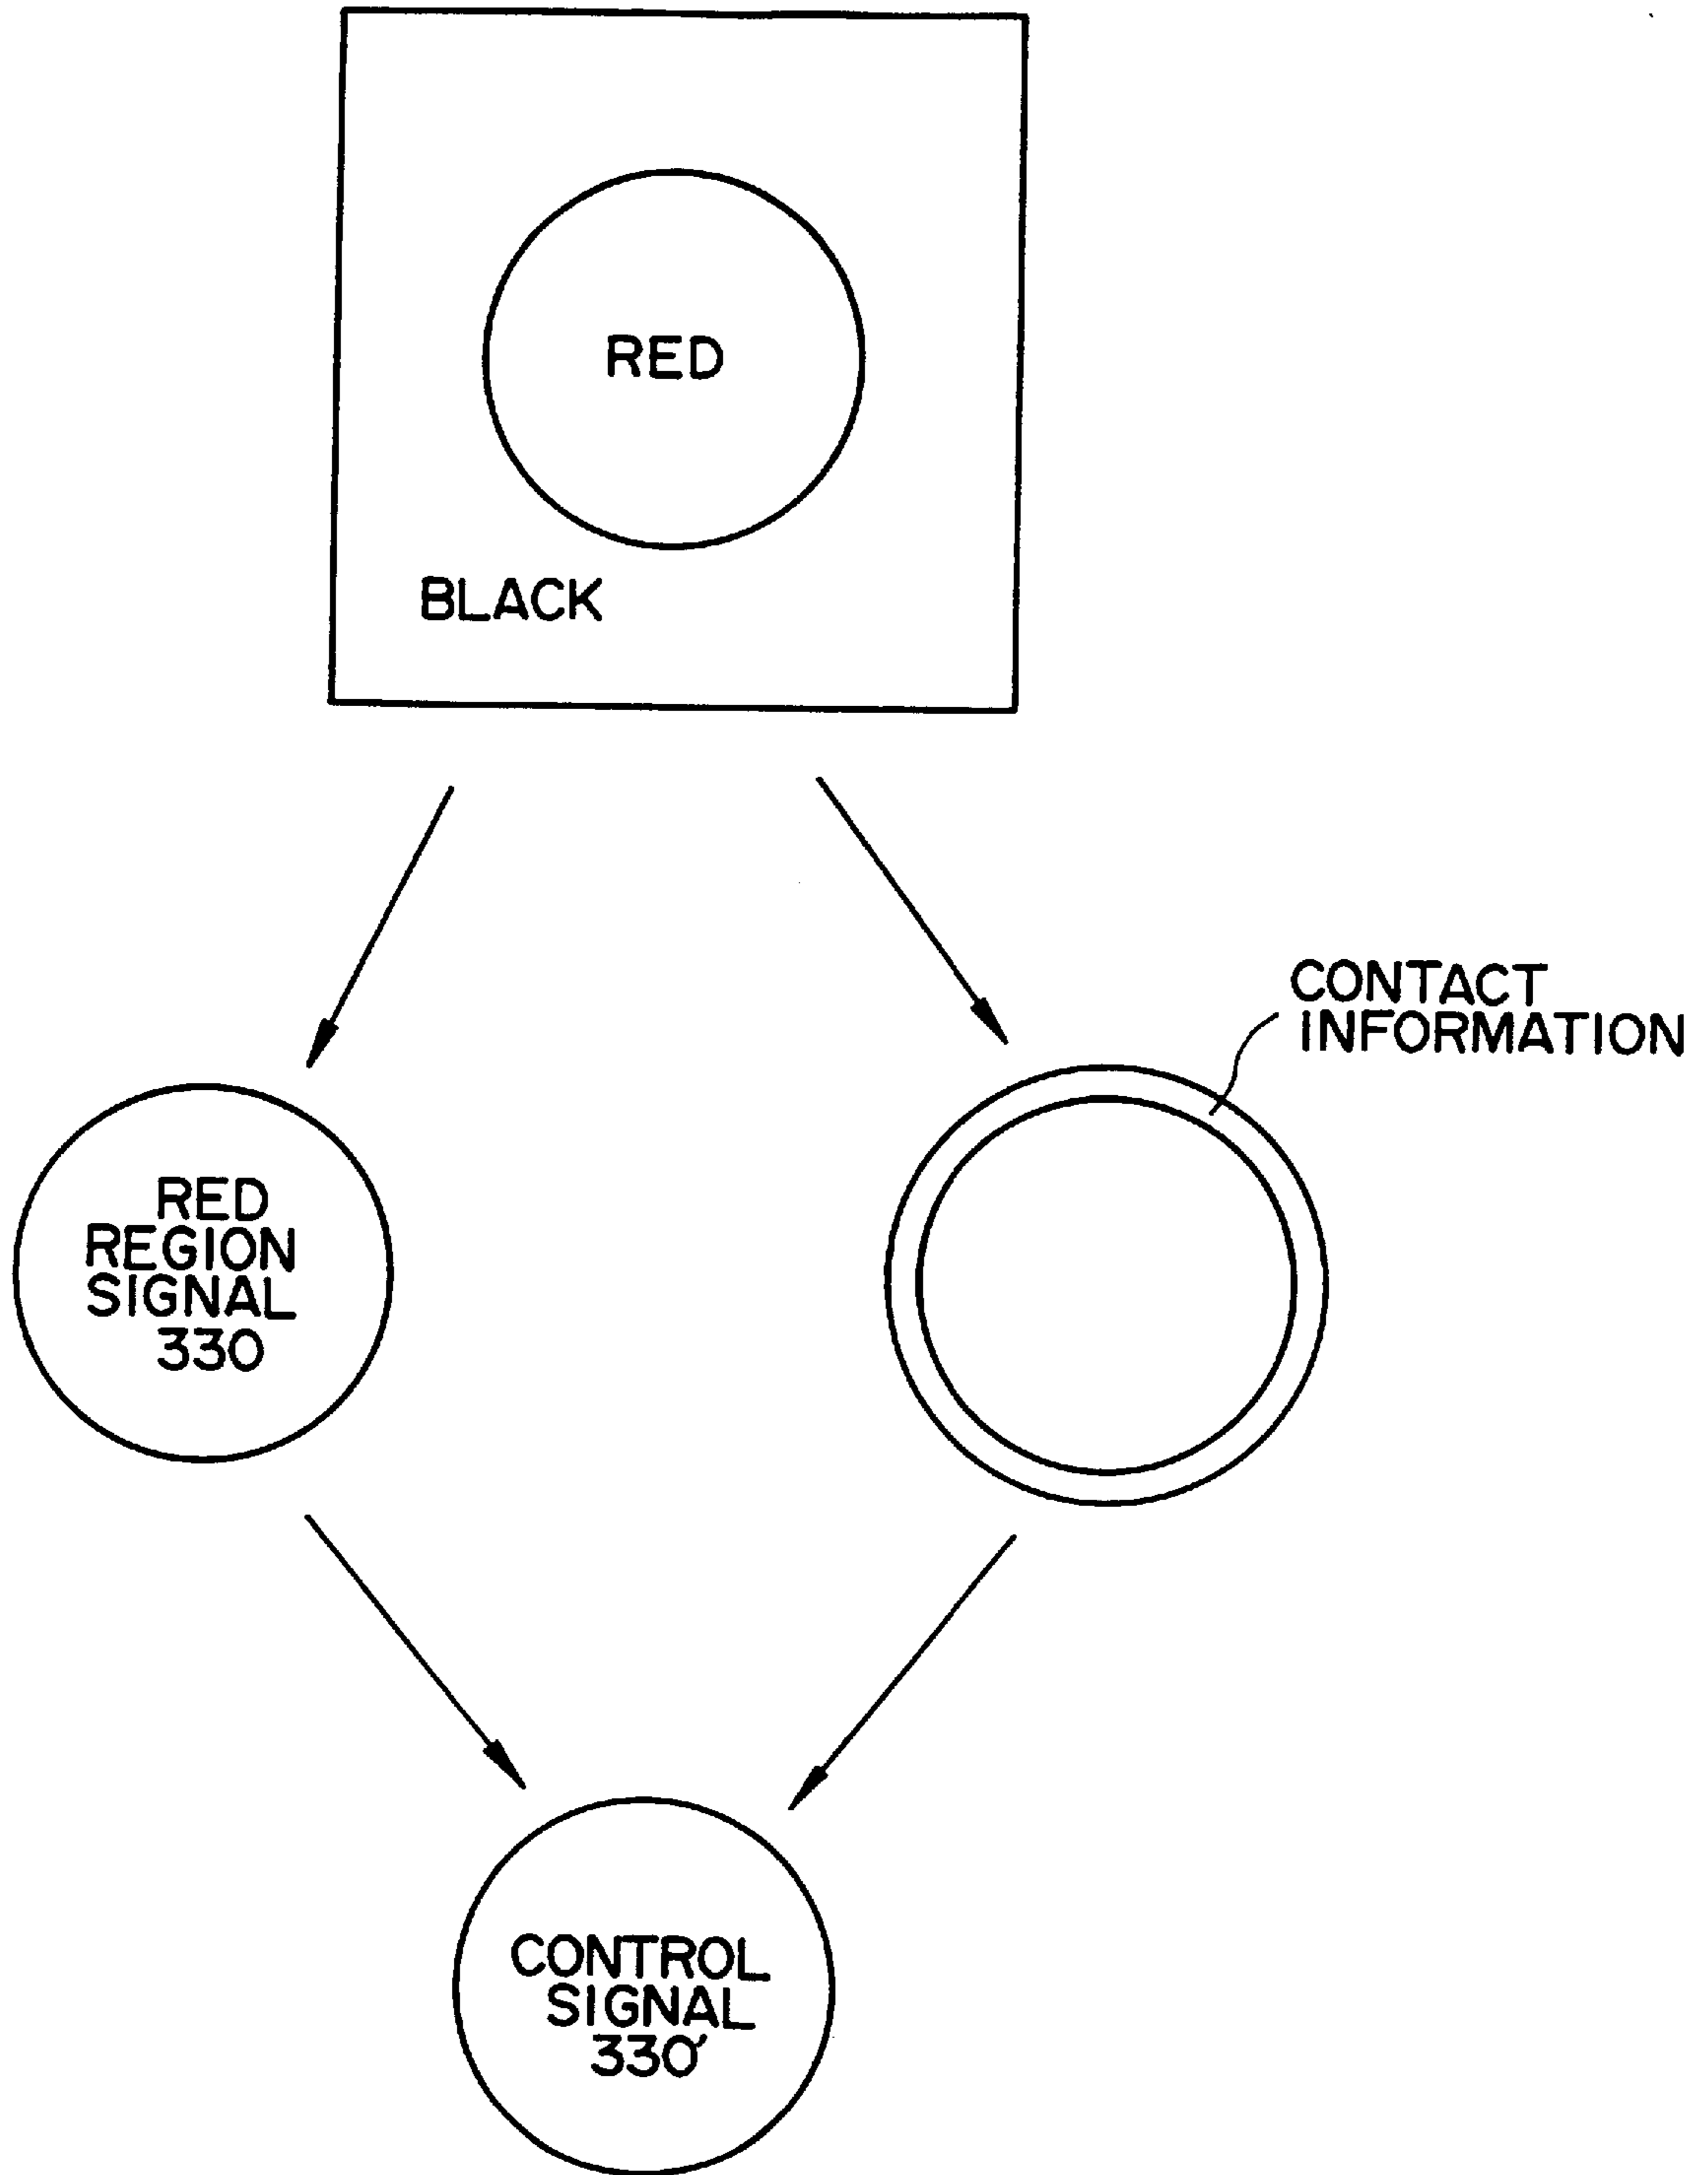 RED
BLACK
CONTACT
INFORMATION
RED
REGION
SIGNAL
330
CONTROL
SIGNAL
330'